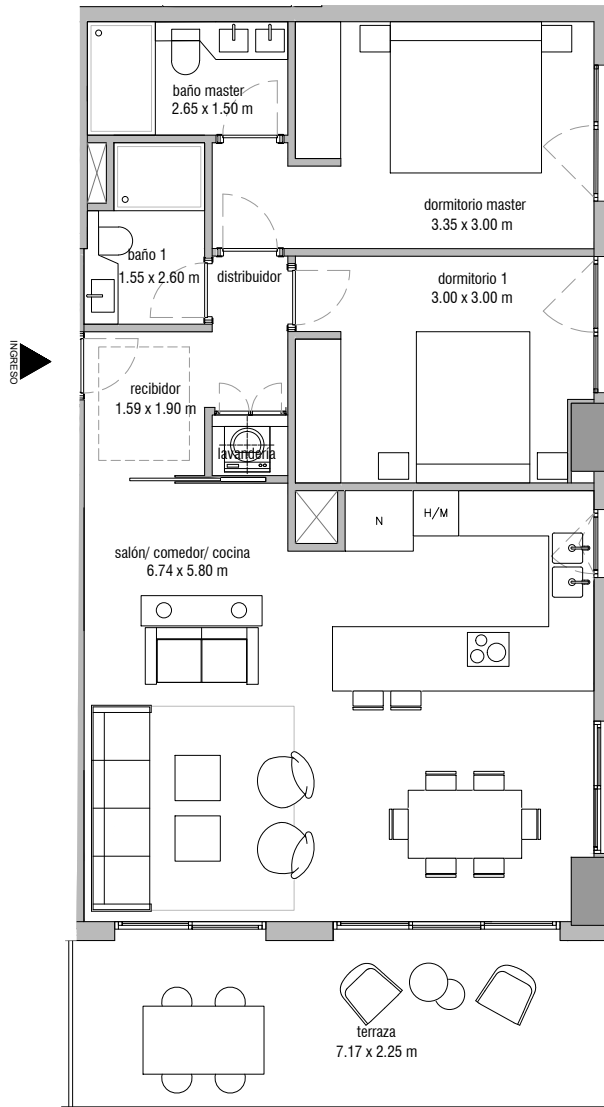 baño master
2.65 x 1.50 m
dormitorio master
3.35 x 3.00 m
baño 1
1.55 x 2.60 m
distribuidor
dormitorio 1
3.00 x 3.00 m
INGRESO
recibidor
1.59 x 1.90 m
lavandería
N
H/M
salón/ comedor/ cocina
6.74 x 5.80 m
terraza
7.17 x 2.25 m